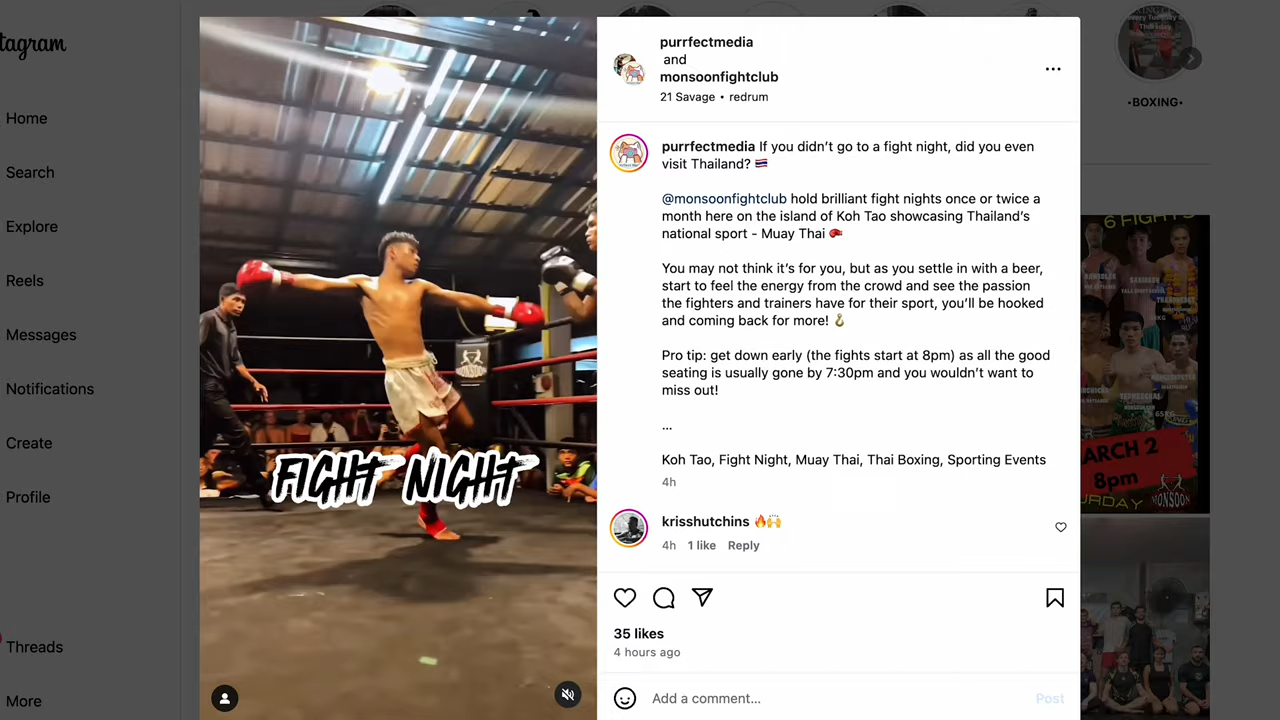 tagram
Home
Search
Explore
Reels
Messages
Notifications
Create
Profile
Threads
More
FIGHT NIGHT
purrfectmedia
and
monsoonfightclub
21 Savage • redrum
purrfectmedia If you didn’t go to a fight night, did you even
visit Thailand? 🇹🇭
@monsoonfightclub hold brilliant fight nights once or twice a
month here on the island of Koh Tao showcasing Thailand’s
national sport - Muay Thai 🥊
You may not think it’s for you, but as you settle in with a beer,
start to feel the energy from the crowd and see the passion
the fighters and trainers have for their sport, you’ll be hooked
and coming back for more! 🪝
Pro tip: get down early (the fights start at 8pm) as all the good
seating is usually gone by 7:30pm and you wouldn’t want to
miss out!
...
Koh Tao, Fight Night, Muay Thai, Thai Boxing, Sporting Events
4h
krisshutchins 🔥🙌
4h 1 like Reply
35 likes
4 hours ago
Add a comment...
Post
•BOXING•
6 FIGHTS
65KG
MARCH 2
8pm
URDAY
MONSOON